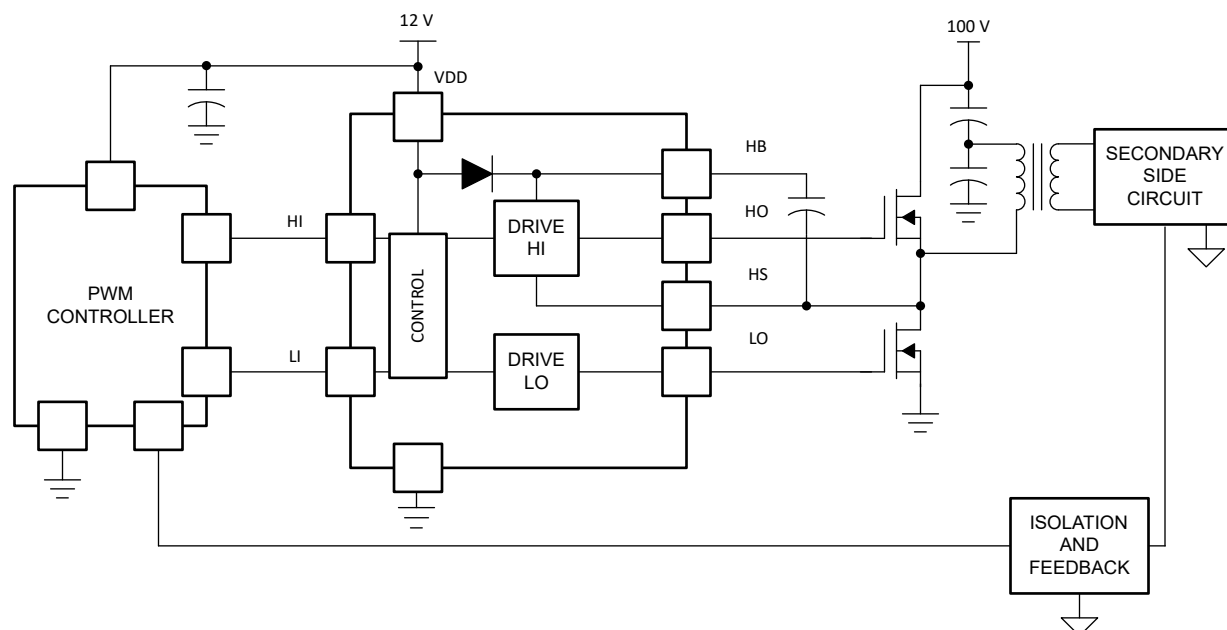 12 V
100 V
VDD
HB
SECONDARY
SIDE
CIRCUIT
HI
HO
DRIVE
HI
PWM
CONTROLLER
CONTROL
HS
LI
LO
DRIVE
LO
ISOLATION
AND
FEEDBACK